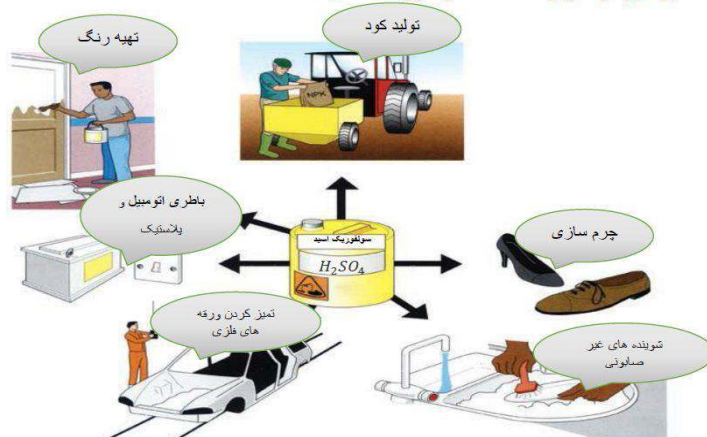 تولید کود
تهیه رنگ
NPK
باطری اتومبیل و
پلاستیک
سولفوریک اسید
H₂SO₄
چرم سازی
تمیز کردن ورقه
های فلزی
شوینده های غیر
صابونی